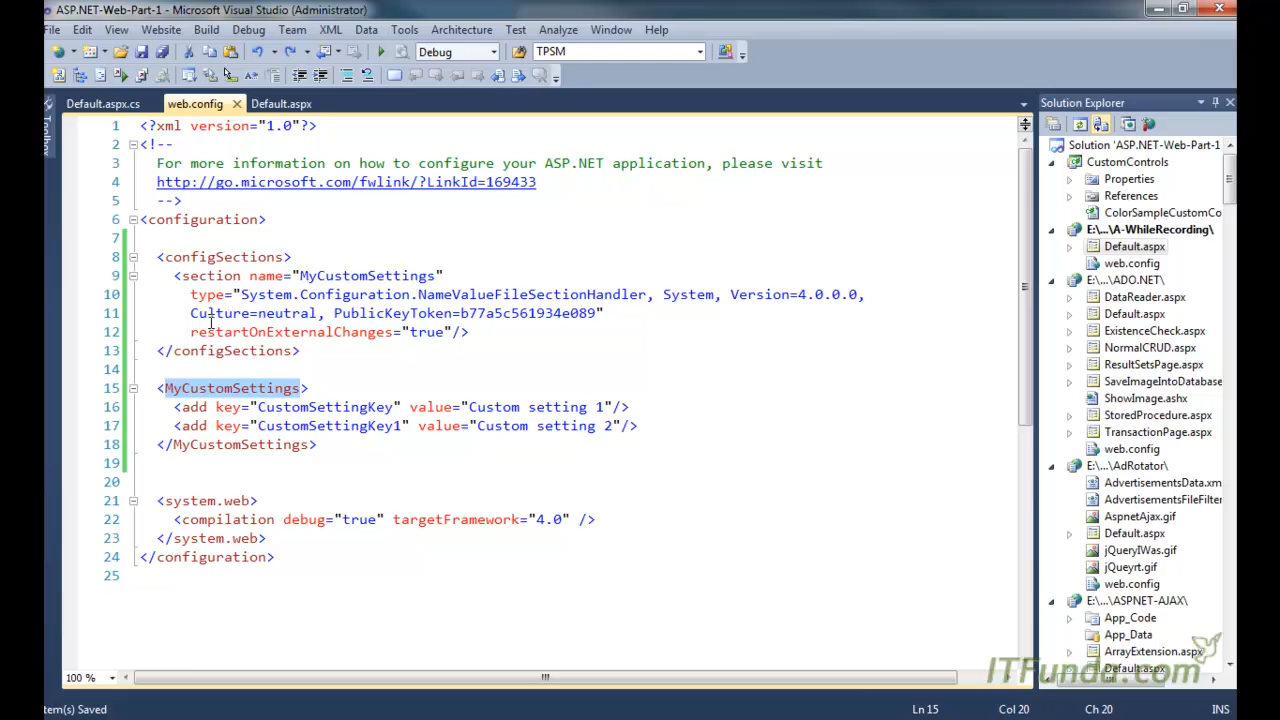 ASP.NET-Web-Part-1 - Microsoft Visual Studio (Administrator)
File Edit View Website Build Debug Team XML Data Tools Architecture Test Analyze Window Help
Debug TPSM
Default.aspx.cs web.config Default.aspx
Toolbox
1 <?xml version="1.0"?>
2 <!--
3 For more information on how to configure your ASP.NET application, please visit
4 http://go.microsoft.com/fwlink/?LinkId=169433
5 -->
6 <configuration>
7
8 <configSections>
9 <section name="MyCustomSettings"
10 type="System.Configuration.NameValueFileSectionHandler, System, Version=4.0.0.0,
11 Culture=neutral, PublicKeyToken=b77a5c561934e089"
12 restartOnExternalChanges="true"/>
13 </configSections>
14
15 <MyCustomSettings>
16 <add key="CustomSettingKey" value="Custom setting 1"/>
17 <add key="CustomSettingKey1" value="Custom setting 2"/>
18 </MyCustomSettings>
19
20
21 <system.web>
22 <compilation debug="true" targetFramework="4.0" />
23 </system.web>
24 </configuration>
25
100 %
Solution Explorer
Solution 'ASP.NET-Web-Part-1
CustomControls
Properties
References
ColorSampleCustomCo
E:\...\A-WhileRecording\
Default.aspx
web.config
E:\...\ADO.NET\
DataReader.aspx
Default.aspx
ExistenceCheck.aspx
NormalCRUD.aspx
ResultSetsPage.aspx
SaveImageIntoDatabase
ShowImage.ashx
StoredProcedure.aspx
TransactionPage.aspx
web.config
E:\...\AdRotator\
AdvertisementsData.xm
AdvertisementsFileFilter
AspnetAjax.gif
Default.aspx
jQueryIWas.gif
jQueyrt.gif
web.config
E:\...\ASPNET-AJAX\
App_Code
App_Data
ArrayExtension.aspx
Default.aspx
ITFunda.com
tem(s) Saved Ln 15 Col 20 Ch 20 INS